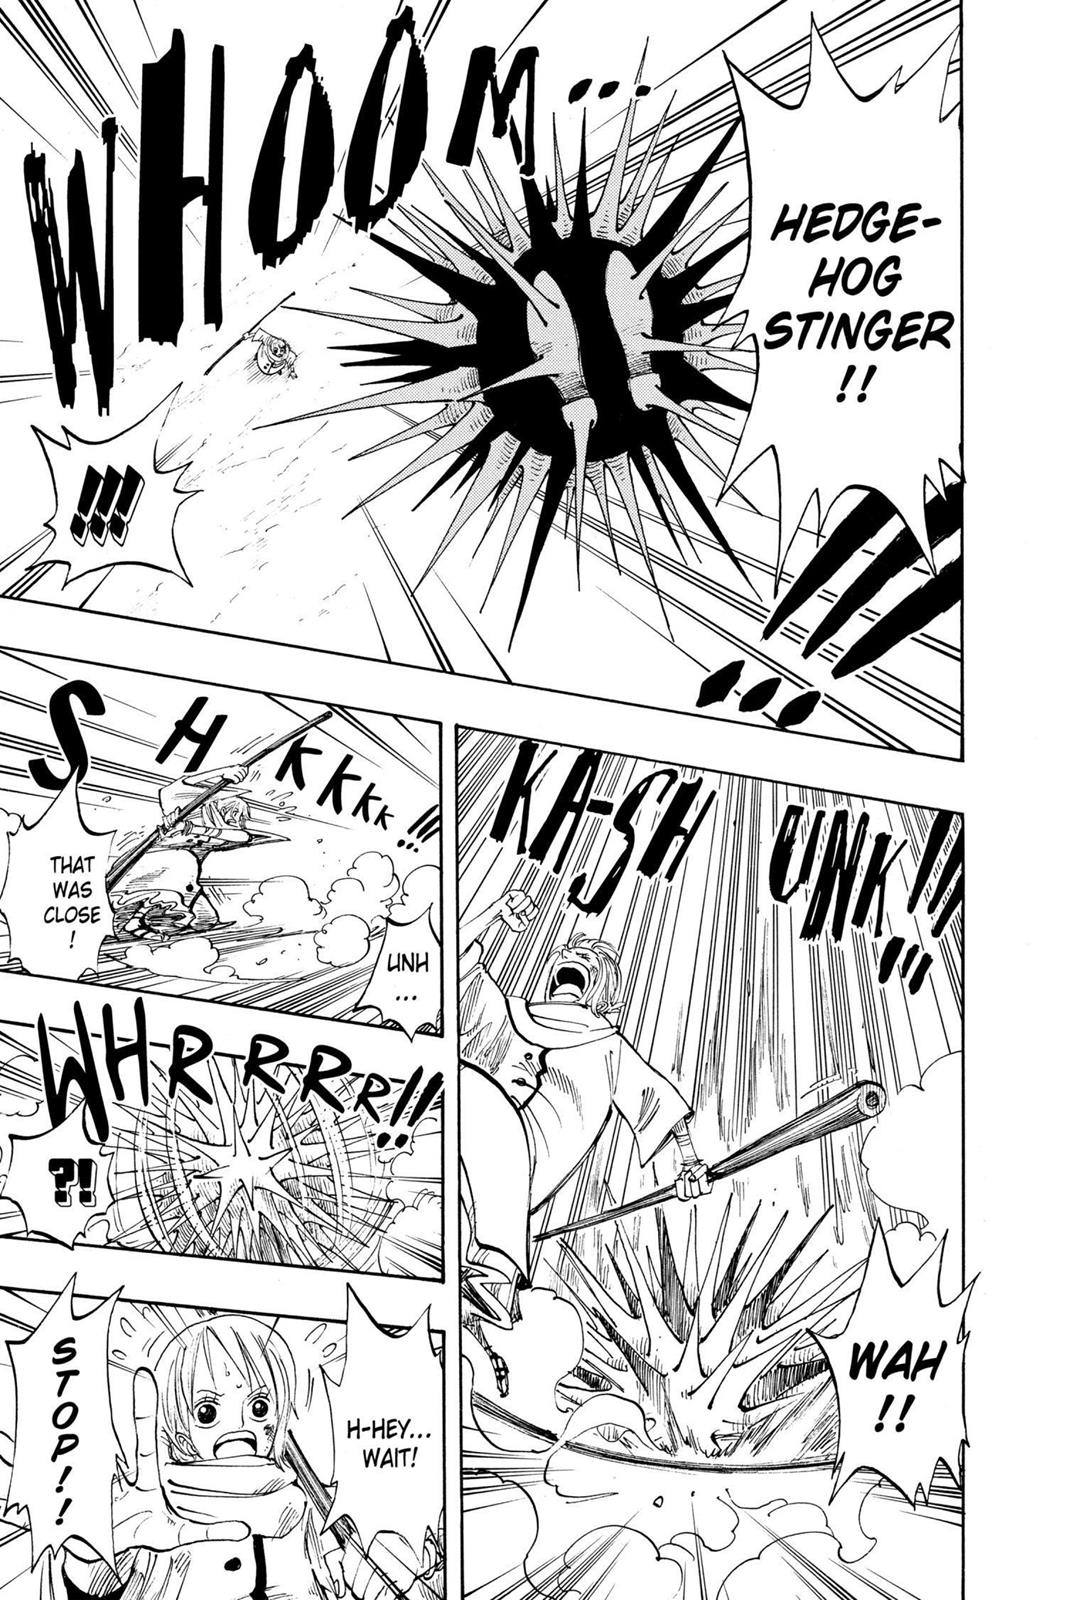 HEDGE-
HOG
STINGER
!!
WHOOM...
!!!
!!!...
KA-SHUNK!!!
!!!
WAH
!!
SHKKKK!!!
UNH
...
THAT
WAS
CLOSE
!
WHRRRRR!!
?!
H-HEY...
WAIT!
STOP!!